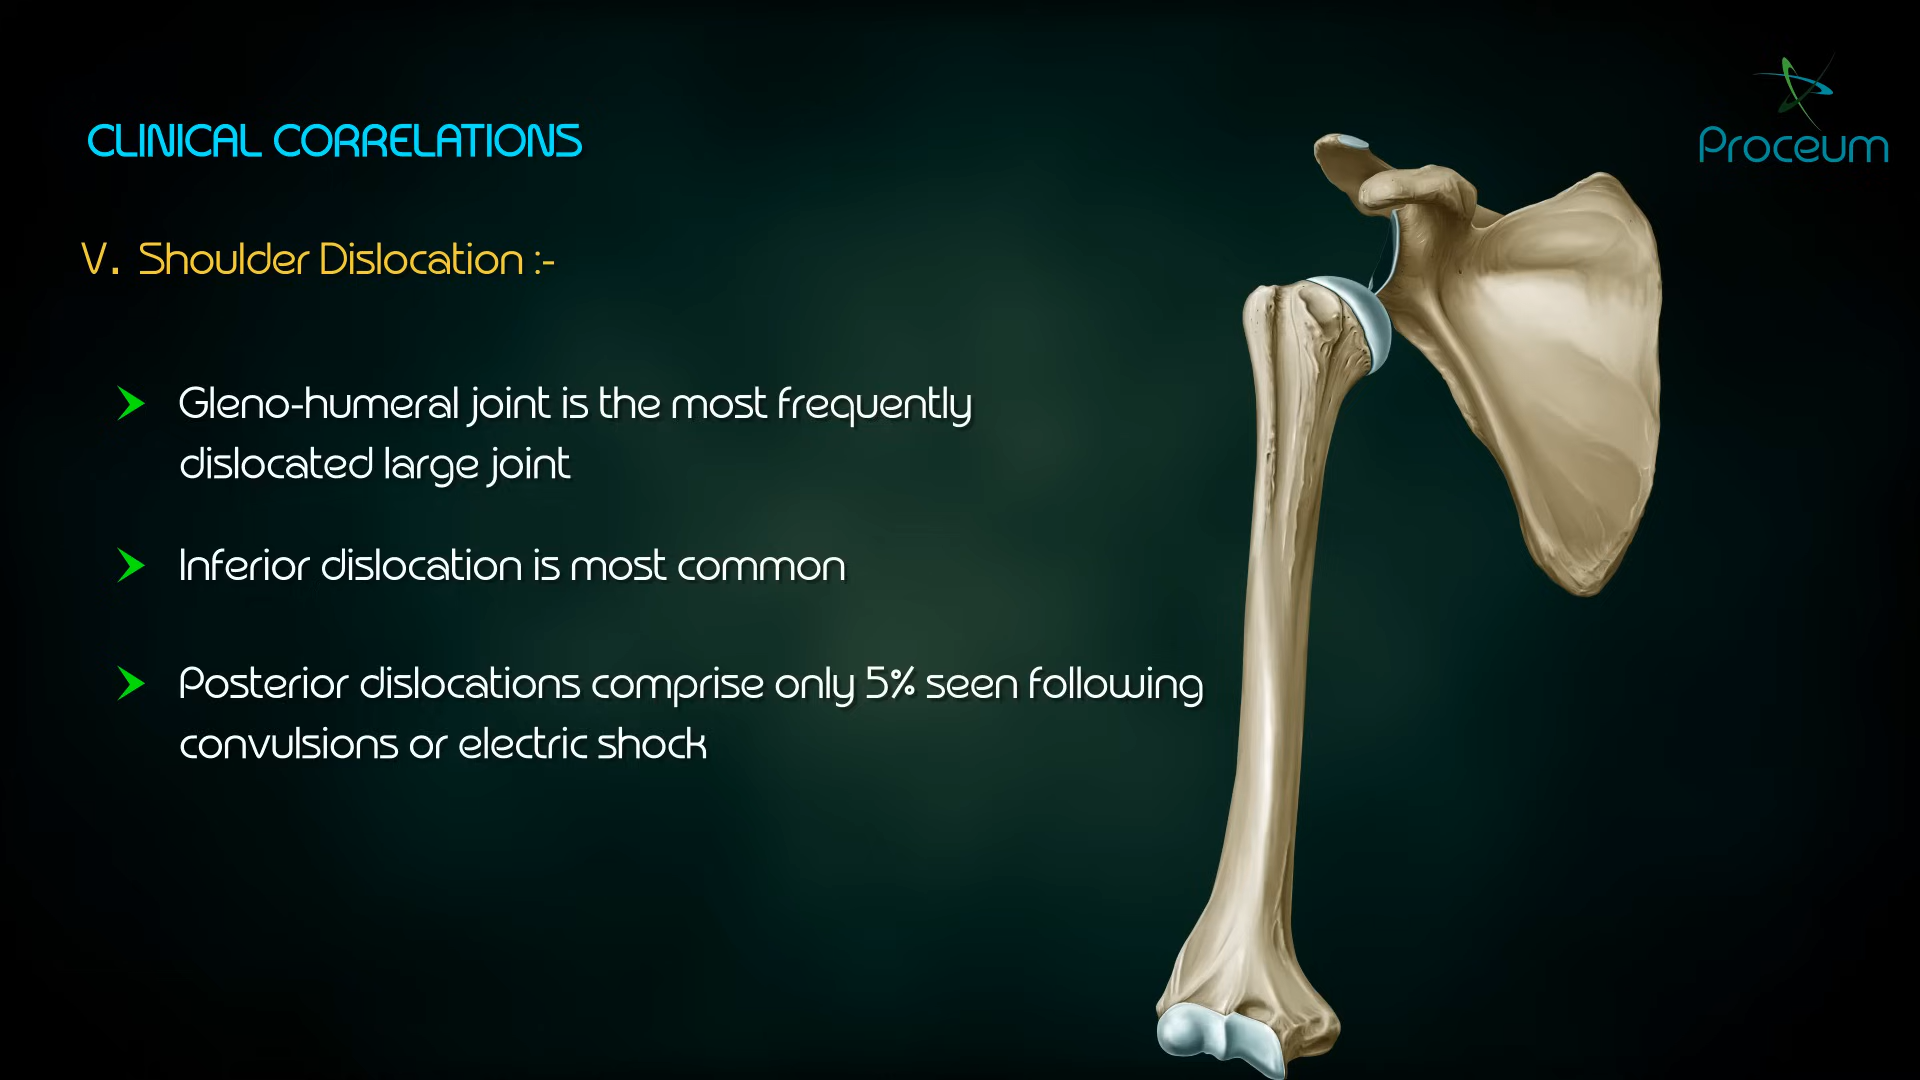 Proceum
CLINICAL CORRELATIONS
V. Shoulder Dislocation :-
Gleno-humeral joint is the most frequently
dislocated large joint
Inferior dislocation is most common
Posterior dislocations comprise only 5% seen following
convulsions or electric shock